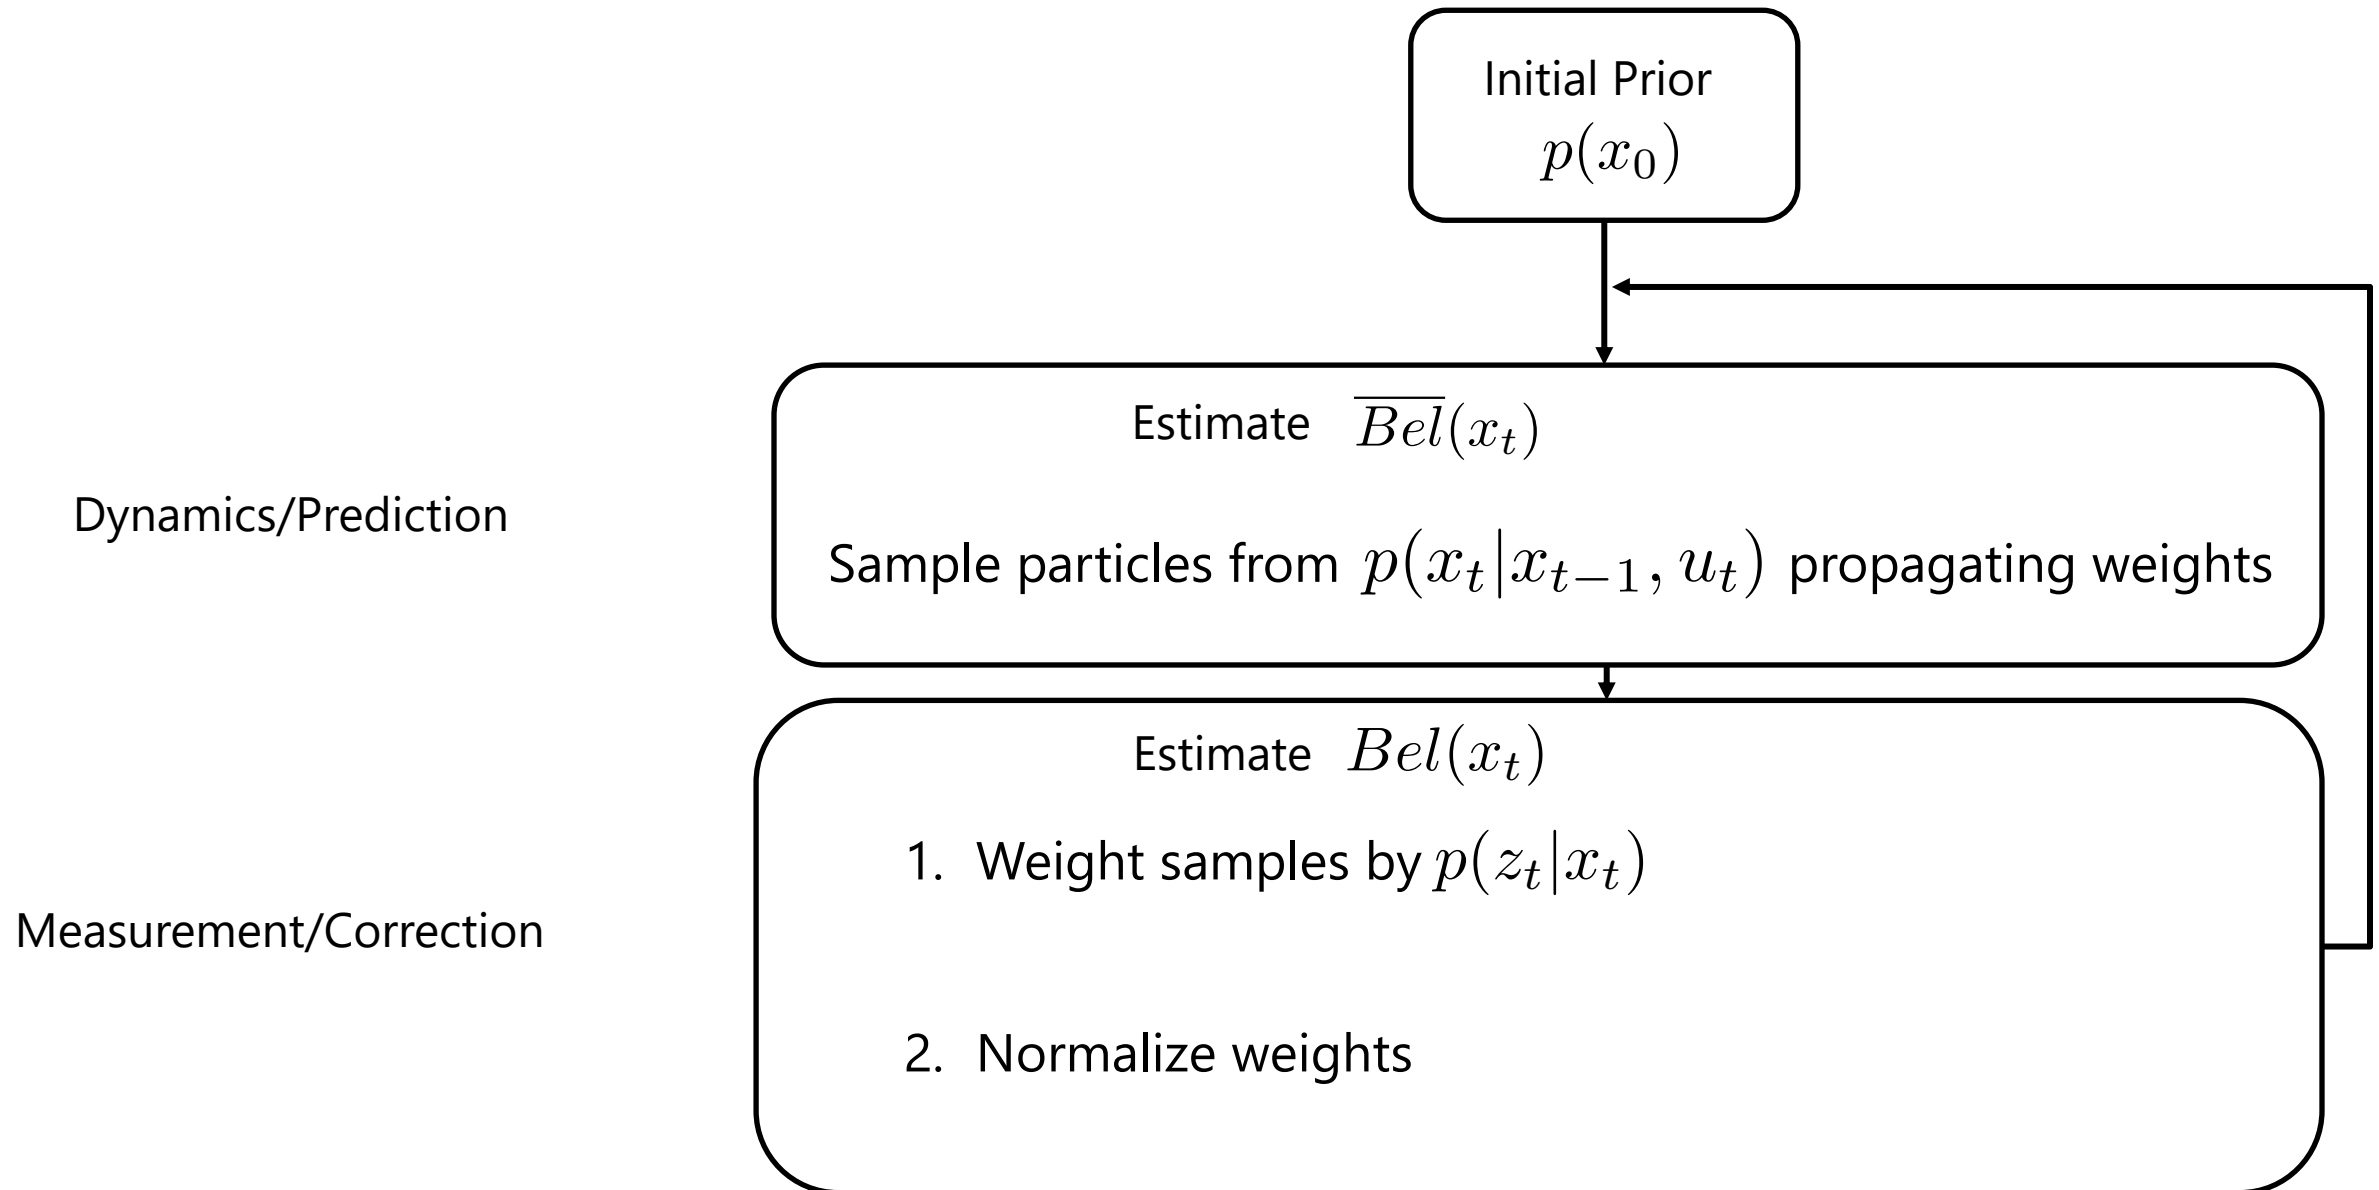 Initial Prior
p(x_0)
Estimate \overline{Bel}(x_t)
Dynamics/Prediction
Sample particles from p(x_t|x_{t-1}, u_t) propagating weights
Estimate Bel(x_t)
1. Weight samples by p(z_t|x_t)
Measurement/Correction
2. Normalize weights